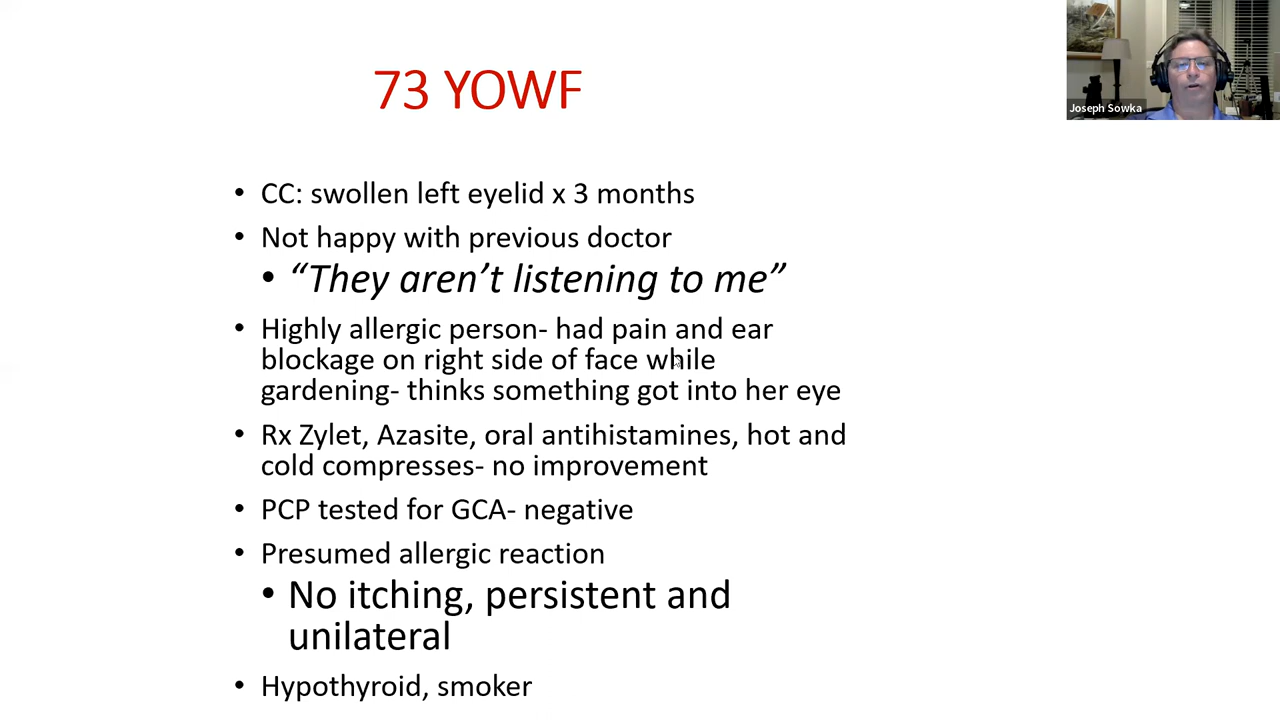 73 YOWF
Joseph Sowka
• CC: swollen left eyelid x 3 months
• Not happy with previous doctor
• “They aren’t listening to me”
• Highly allergic person- had pain and ear
blockage on right side of face while
gardening- thinks something got into her eye
• Rx Zylet, Azasite, oral antihistamines, hot and
cold compresses- no improvement
• PCP tested for GCA- negative
• Presumed allergic reaction
• No itching, persistent and
unilateral
• Hypothyroid, smoker